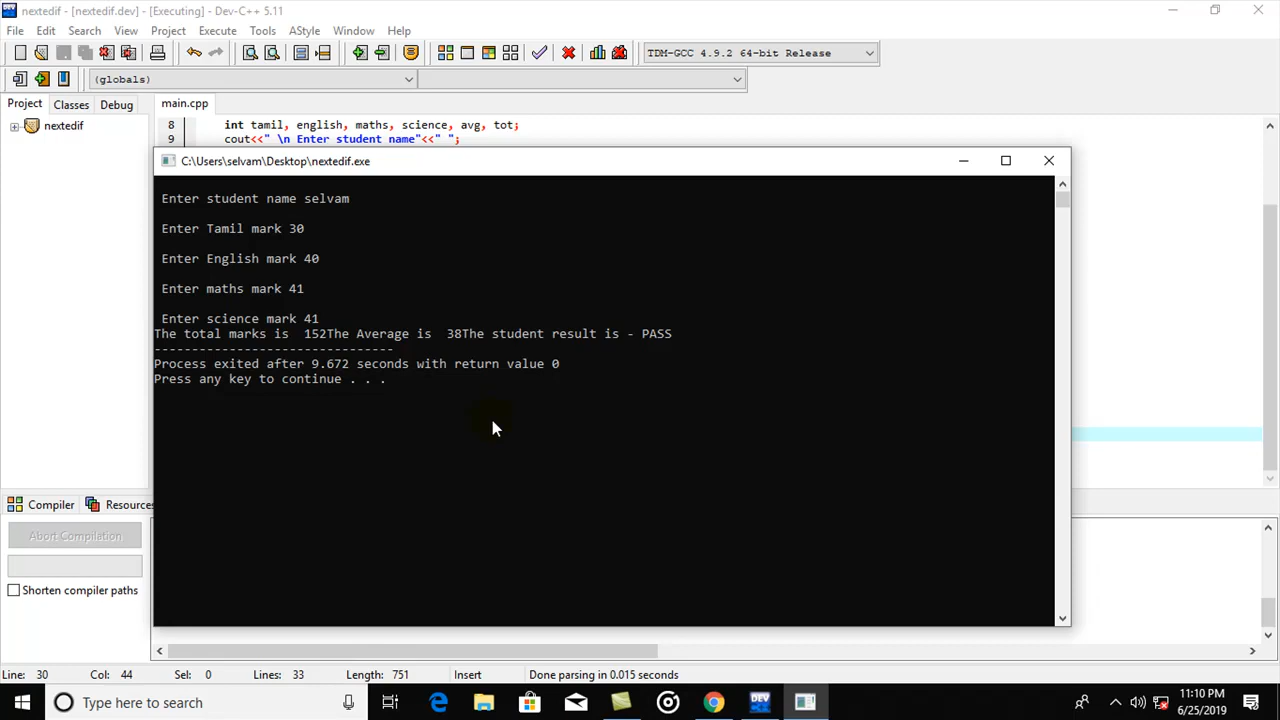 nextedif - [nextedif.dev] - [Executing] - Dev-C++ 5.11
File Edit Search View Project Execute Tools AStyle Window Help
TDM-GCC 4.9.2 64-bit Release
(globals)
Project Classes Debug main.cpp
nextedif
8 int tamil, english, maths, science, avg, tot;
9 cout<<" \n Enter student name"<<" ";
C:\Users\selvam\Desktop\nextedif.exe
Enter student name selvam
Enter Tamil mark 30
Enter English mark 40
Enter maths mark 41
Enter science mark 41
The total marks is  152The Average is  38The student result is - PASS
--------------------------------
Process exited after 9.672 seconds with return value 0
Press any key to continue . . .
Compiler Resources
Abort Compilation
Shorten compiler paths
Line: 30 Col: 44 Sel: 0 Lines: 33 Length: 751 Insert Done parsing in 0.015 seconds
Type here to search
11:10 PM
6/25/2019